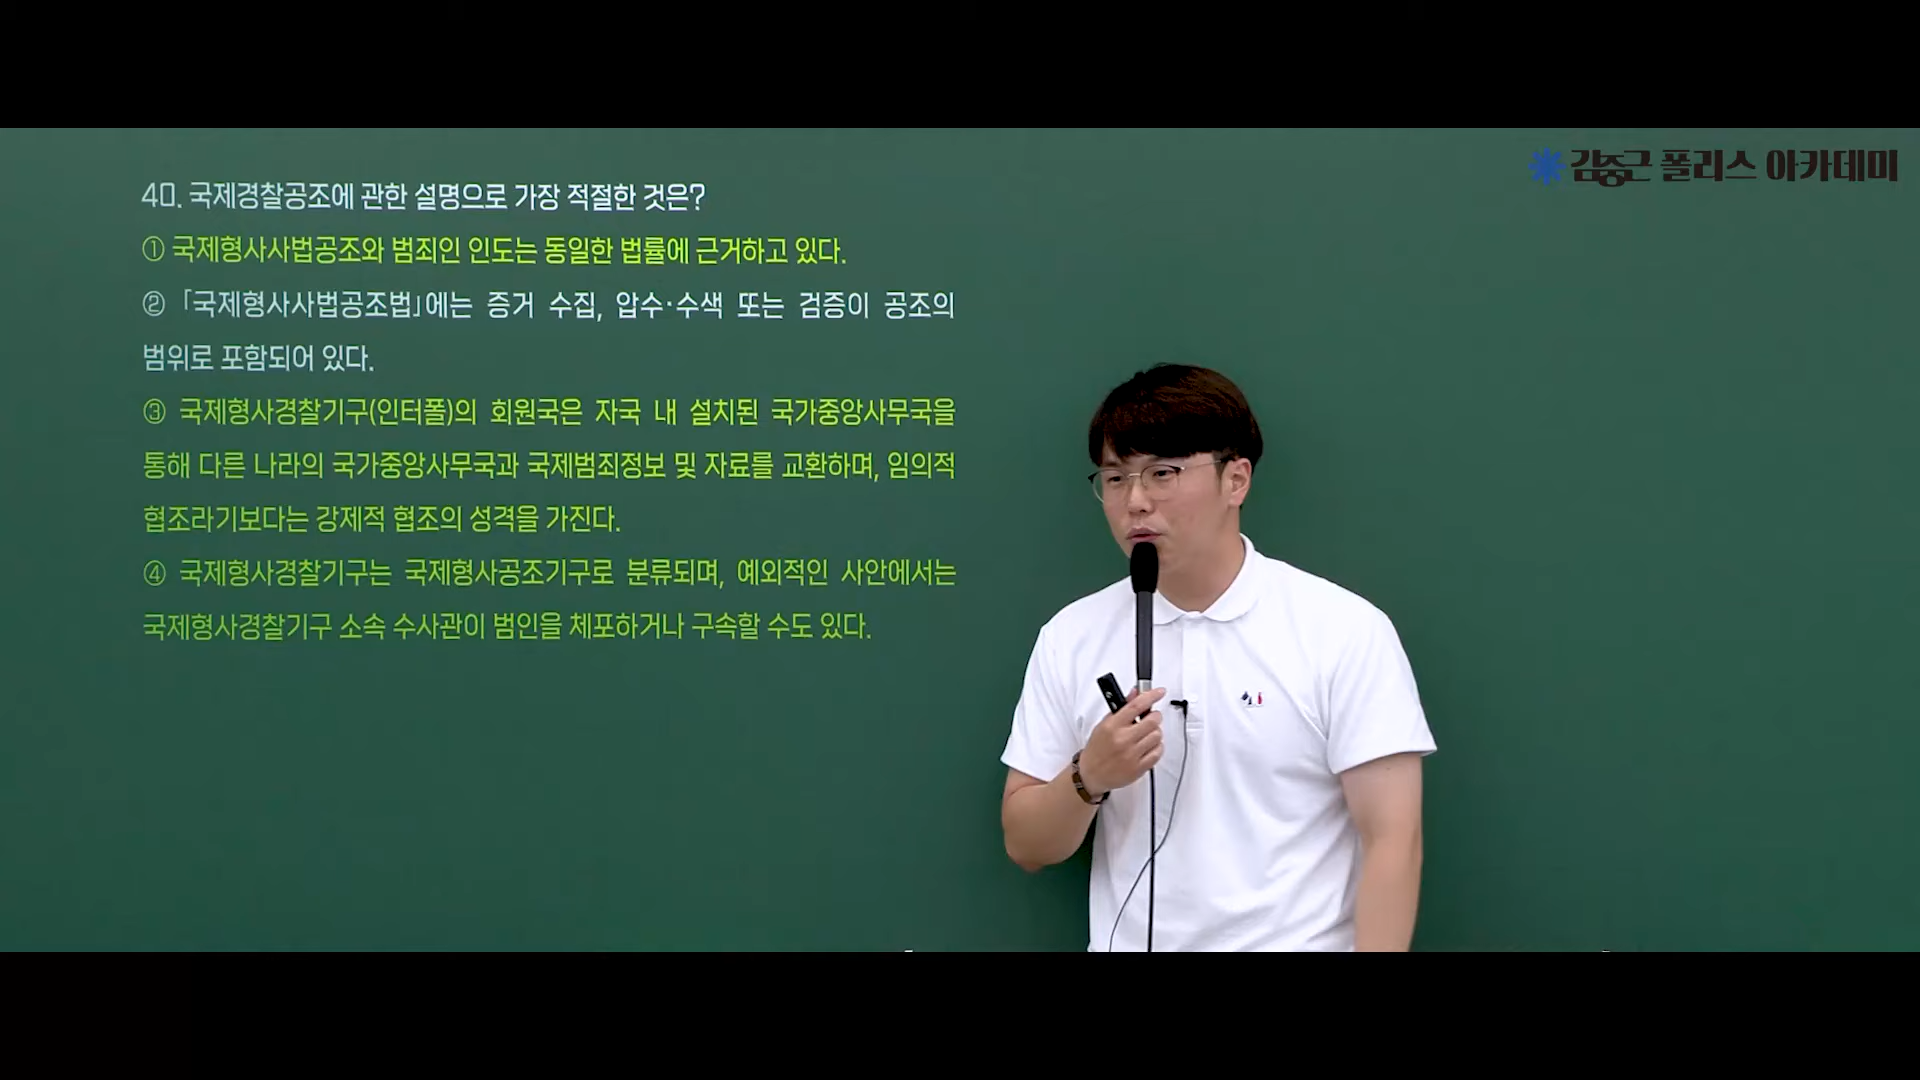 김중근 폴리스 아카데미
40. 국제경찰공조에 관한 설명으로 가장 적절한 것은?
① 국제형사사법공조와 범죄인 인도는 동일한 법률에 근거하고 있다.
② 「국제형사사법공조법」에는 증거 수집, 압수·수색 또는 검증이 공조의
범위로 포함되어 있다.
③ 국제형사경찰기구(인터폴)의 회원국은 자국 내 설치된 국가중앙사무국을
통해 다른 나라의 국가중앙사무국과 국제범죄정보 및 자료를 교환하며, 임의적
협조라기보다는 강제적 협조의 성격을 가진다.
④ 국제형사경찰기구는 국제형사공조기구로 분류되며, 예외적인 사안에서는
국제형사경찰기구 소속 수사관이 범인을 체포하거나 구속할 수도 있다.